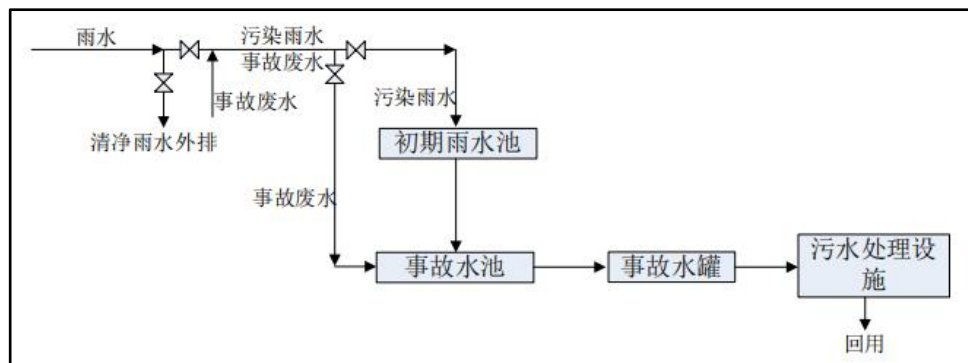 雨水
污染雨水
事故废水
事故废水
清净雨水外排
污染雨水
初期雨水池
事故废水
事故水池
事故水罐
污水处理设
施
回用